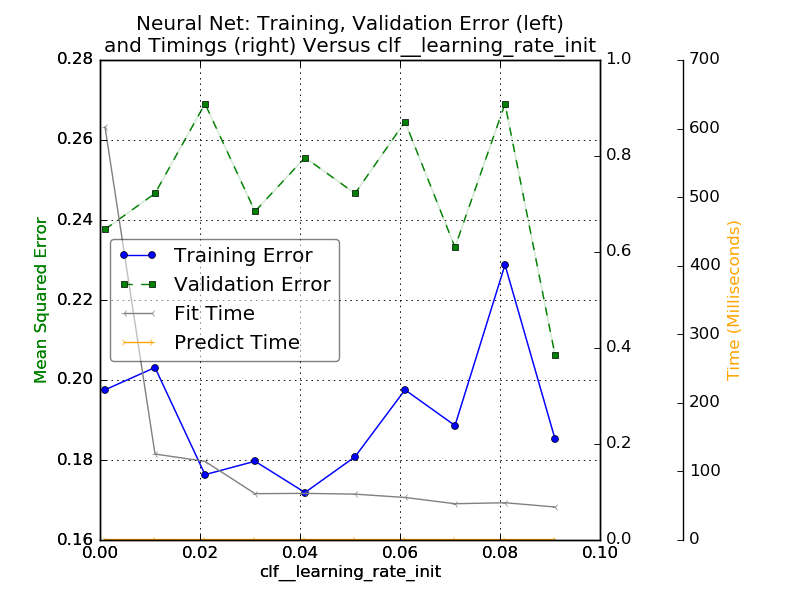 Neural Net: Training, Validation Error (left)
and Timings (right) Versus clf__learning_rate_init
0.28
0.26
0.24
0.22
0.20
0.18
0.16
Mean Squared Error
Training Error
Validation Error
Fit Time
Predict Time
1.0
0.8
0.6
0.4
0.2
0.0
700
600
500
400
300
200
100
0
Time (Milliseconds)
0.00 0.02 0.04 0.06 0.08 0.10
clf__learning_rate_init